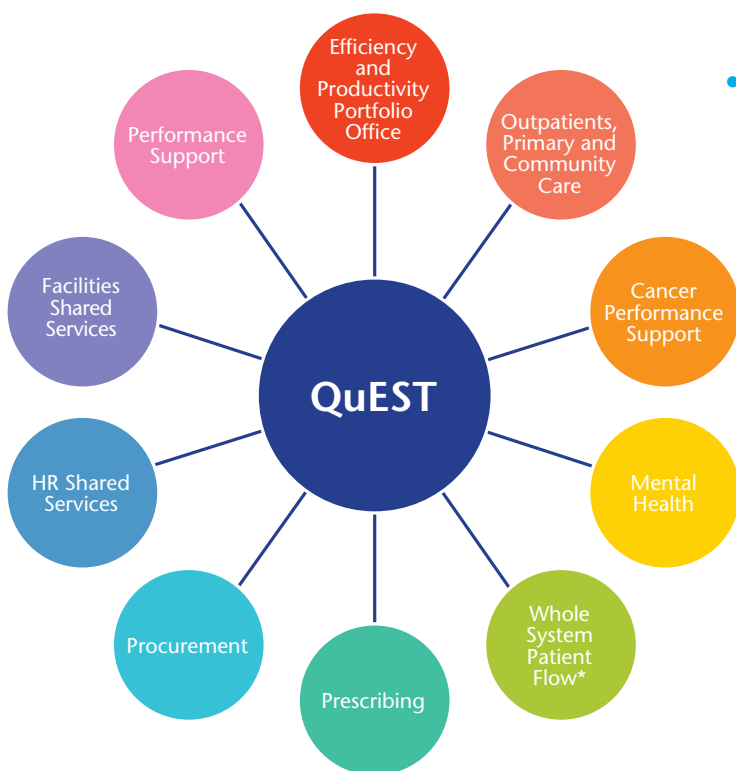 Efficiency
and
Productivity
Portfolio
Office
Outpatients,
Primary and
Community
Care
Performance
Support
Facilities
Shared
Services
Cancer
Performance
Support
QuEST
HR Shared
Services
Mental
Health
Procurement
Whole
System
Patient
Flow*
Prescribing